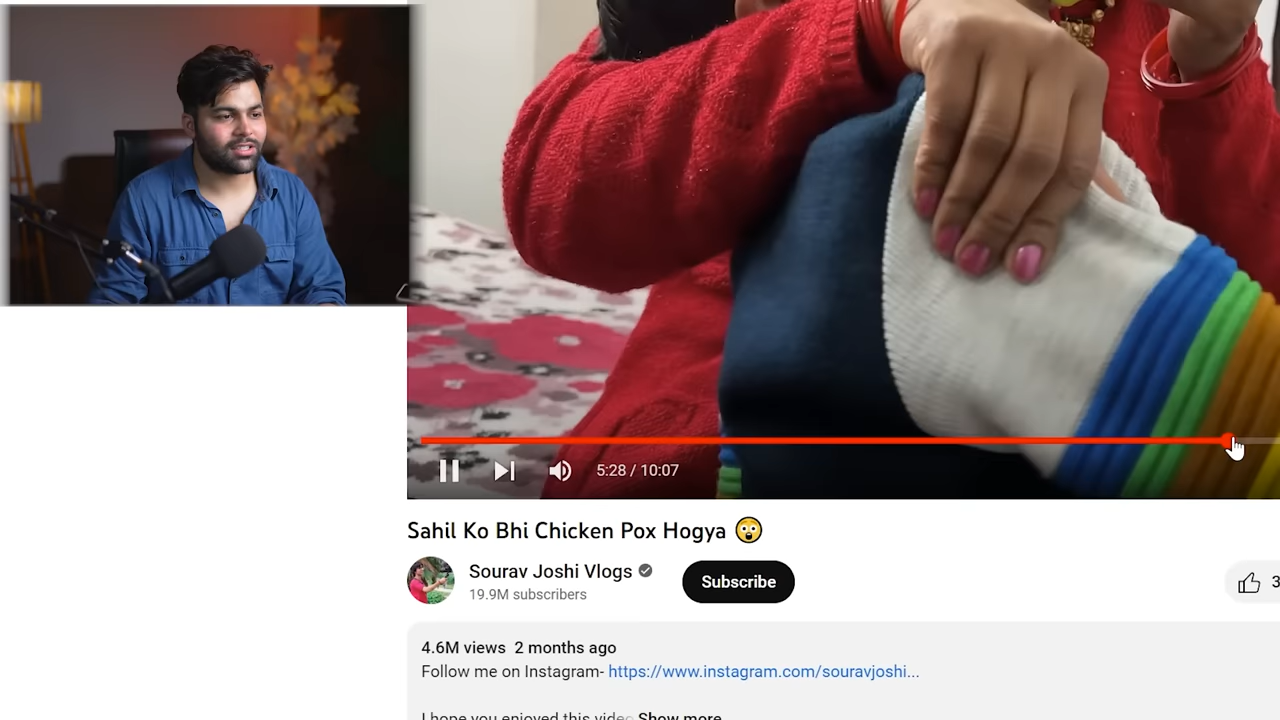 5:28 / 10:07
Sahil Ko Bhi Chicken Pox Hogya 😲
Sourav Joshi Vlogs
19.9M subscribers
Subscribe
3
4.6M views 2 months ago
Follow me on Instagram- https://www.instagram.com/souravjoshi...
I hope you enjoyed this video Show more